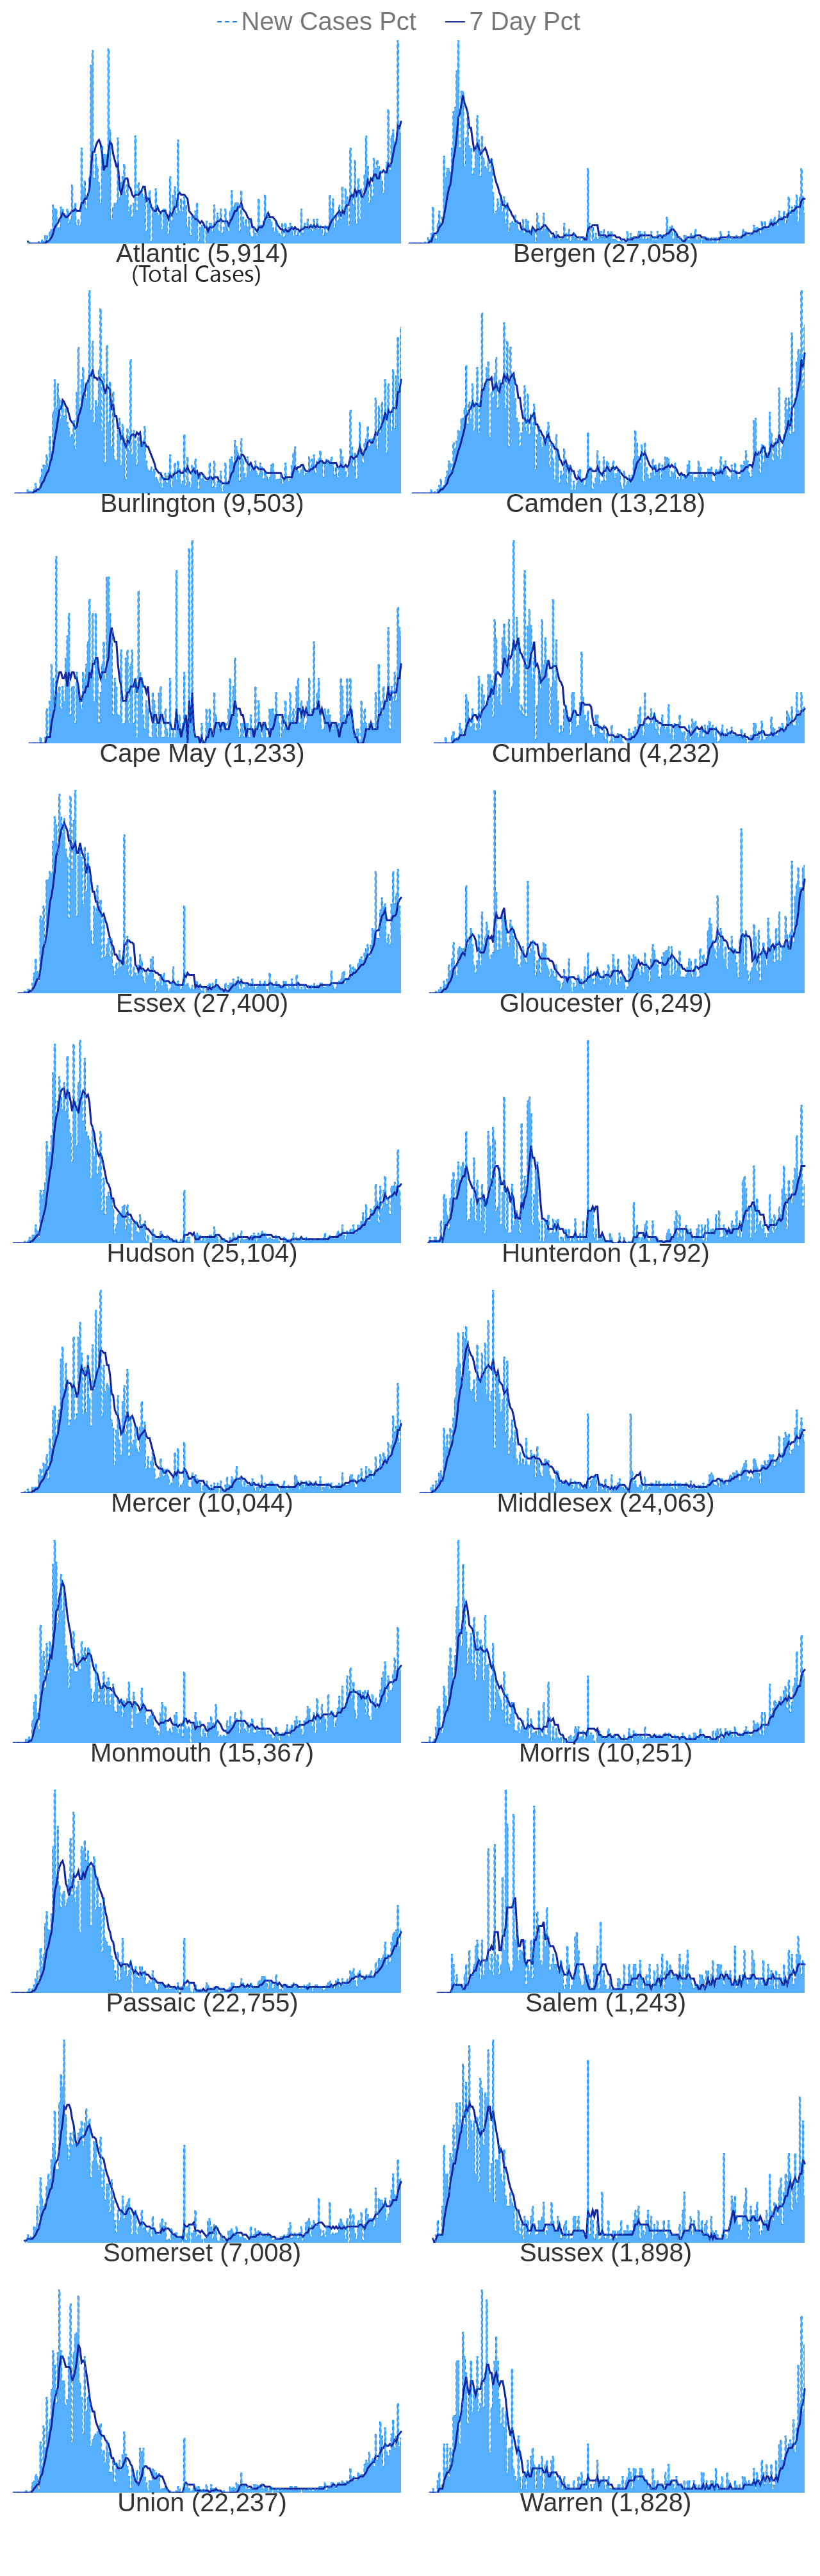 New Cases Pct 7 Day Pct
Atlantic (5,914) Bergen (27,058)
(Total Cases)
Burlington (9,503) Camden (13,218)
Cape May (1,233) Cumberland (4,232)
Essex (27,400) Gloucester (6,249)
Hudson (25,104) Hunterdon (1,792)
Mercer (10,044) Middlesex (24,063)
Monmouth (15,367) Morris (10,251)
Passaic (22,755) Salem (1,243)
Somerset (7,008) Sussex (1,898)
Union (22,237) Warren (1,828)